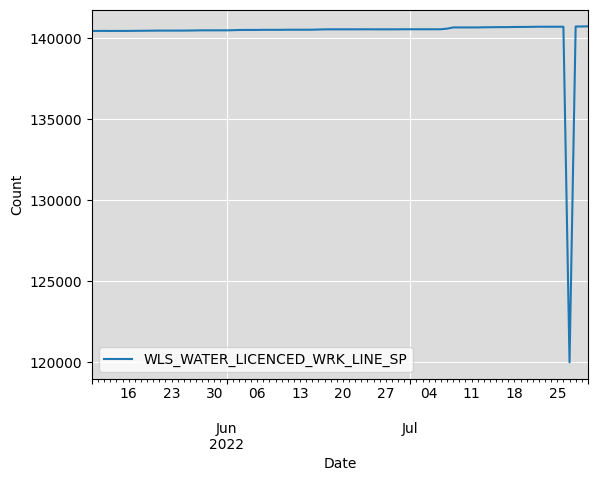 140000
135000
130000
125000
120000
Count
WLS_WATER_LICENCED_WRK_LINE_SP
16 23 30 06 13 20 27 04 11 18 25
Jun Jul
2022
Date